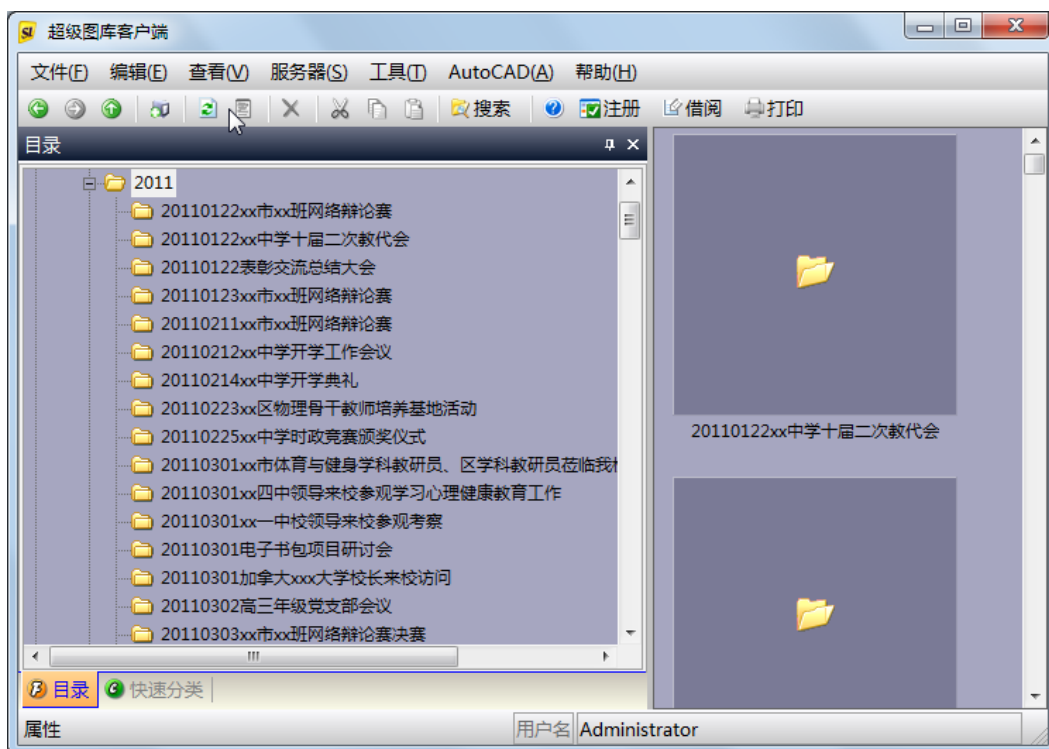 SL 超级图库客户端
文件(F) 编辑(E) 查看(V) 服务器(S) 工具(T) AutoCAD(A) 帮助(H)
搜索 注册 借阅 打印
目录
2011
20110122xx市xx班网络辩论赛
20110122xx中学十届二次教代会
20110122表彰交流总结大会
20110123xx市xx班网络辩论赛
20110211xx市xx班网络辩论赛
20110212xx中学开学工作会议
20110214xx中学开学典礼
20110223xx区物理骨干教师培养基地活动
20110225xx中学时政竞赛颁奖仪式
20110301xx市体育与健身学科教研员、区学科教研员莅临我
20110301xx四中领导来校参观学习心理健康教育工作
20110301xx一中校领导来校参观考察
20110301电子书包项目研讨会
20110301加拿大xxx大学校长来校访问
20110302高三年级党支部会议
20110303xx市xx班网络辩论赛决赛
目录 快速分类
20110122xx中学十届二次教代会
属性 用户名 Administrator